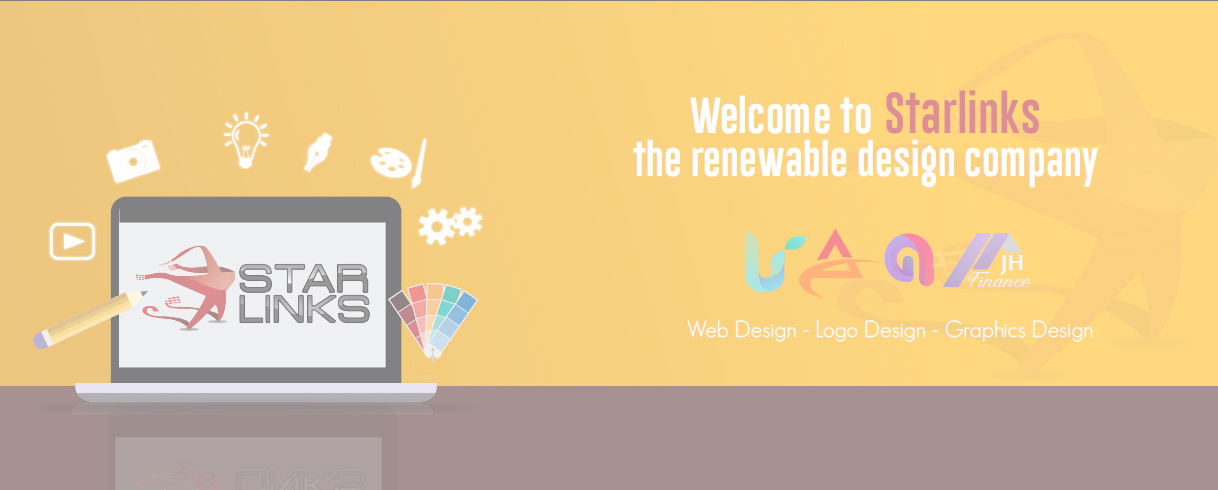 Welcome to Starlinks
the renewable design company
STAR
LINKS
JH
Finance
Web Design - Logo Design - Graphics Design